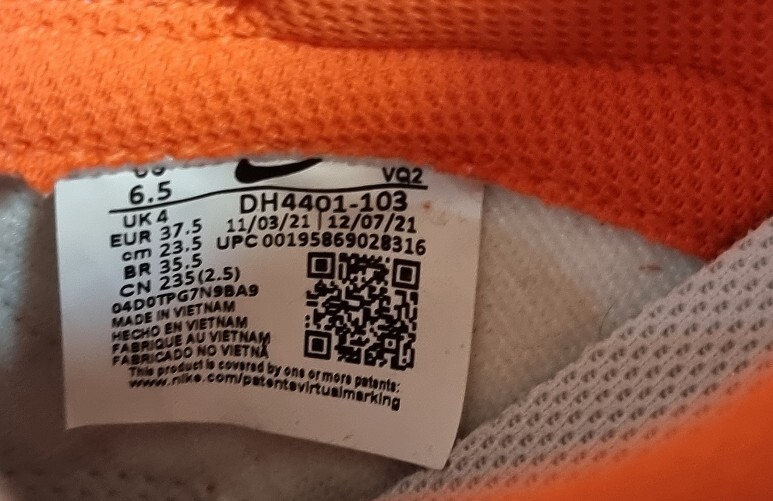 US VQ2
6.5
DH4401-103
UK 4 11/03/21 | 12/07/21
EUR 37.5 UPC 00195869028316
cm 23.5
BR 35.5
CN 235(2.5)
04D0TPG7N9BA9
MADE IN VIETNAM
HECHO EN VIETNAM
FABRIQUE AU VIETNAM
FABRICADO NO VIETNÃ
This product is covered by one or more patents:
www.nike.com/patentsvirtualmarking